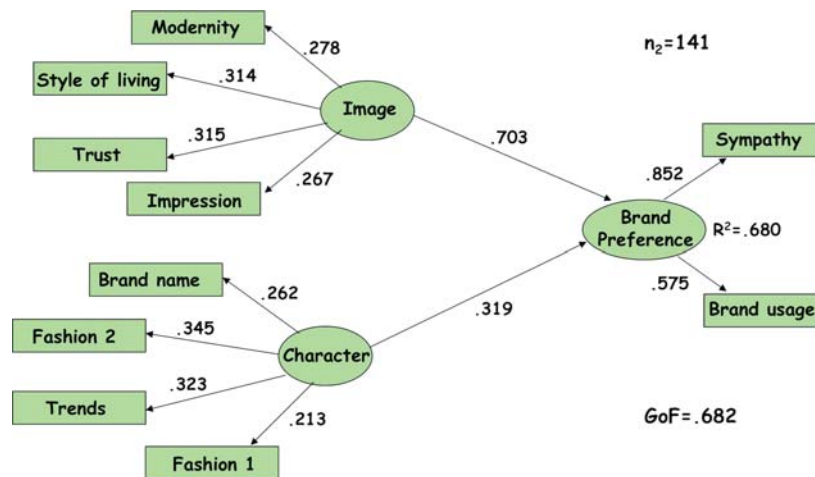 Modernity
.278
n₂=141
Style of living
.314
Image
.315
Trust
.703
Sympathy
.267
.852
Impression
Brand
Preference
R²=.680
Brand name
.262
.575
Fashion 2
.345
.319
Brand usage
Character
.323
Trends
.213
GoF=.682
Fashion 1